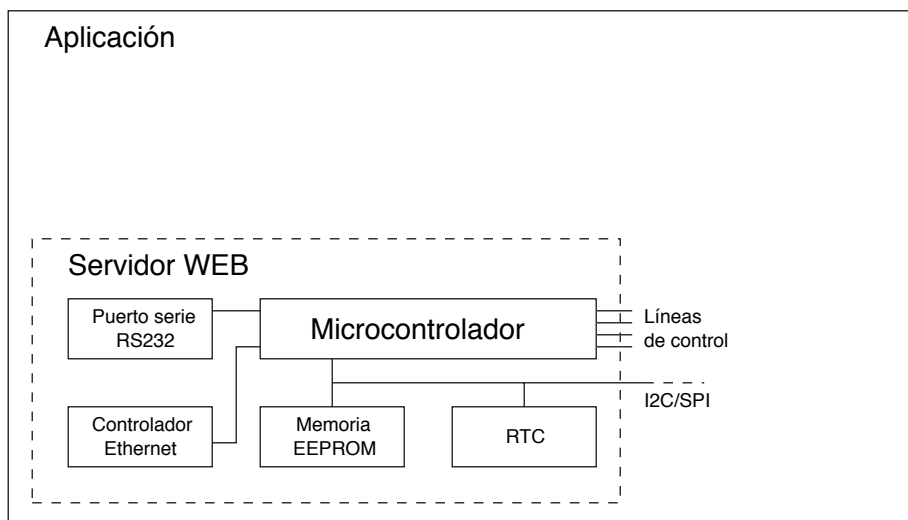 Aplicación
Servidor WEB
Puerto serie
RS232
Microcontrolador
Líneas
de control
I2C/SPI
Controlador
Ethernet
Memoria
EEPROM
RTC